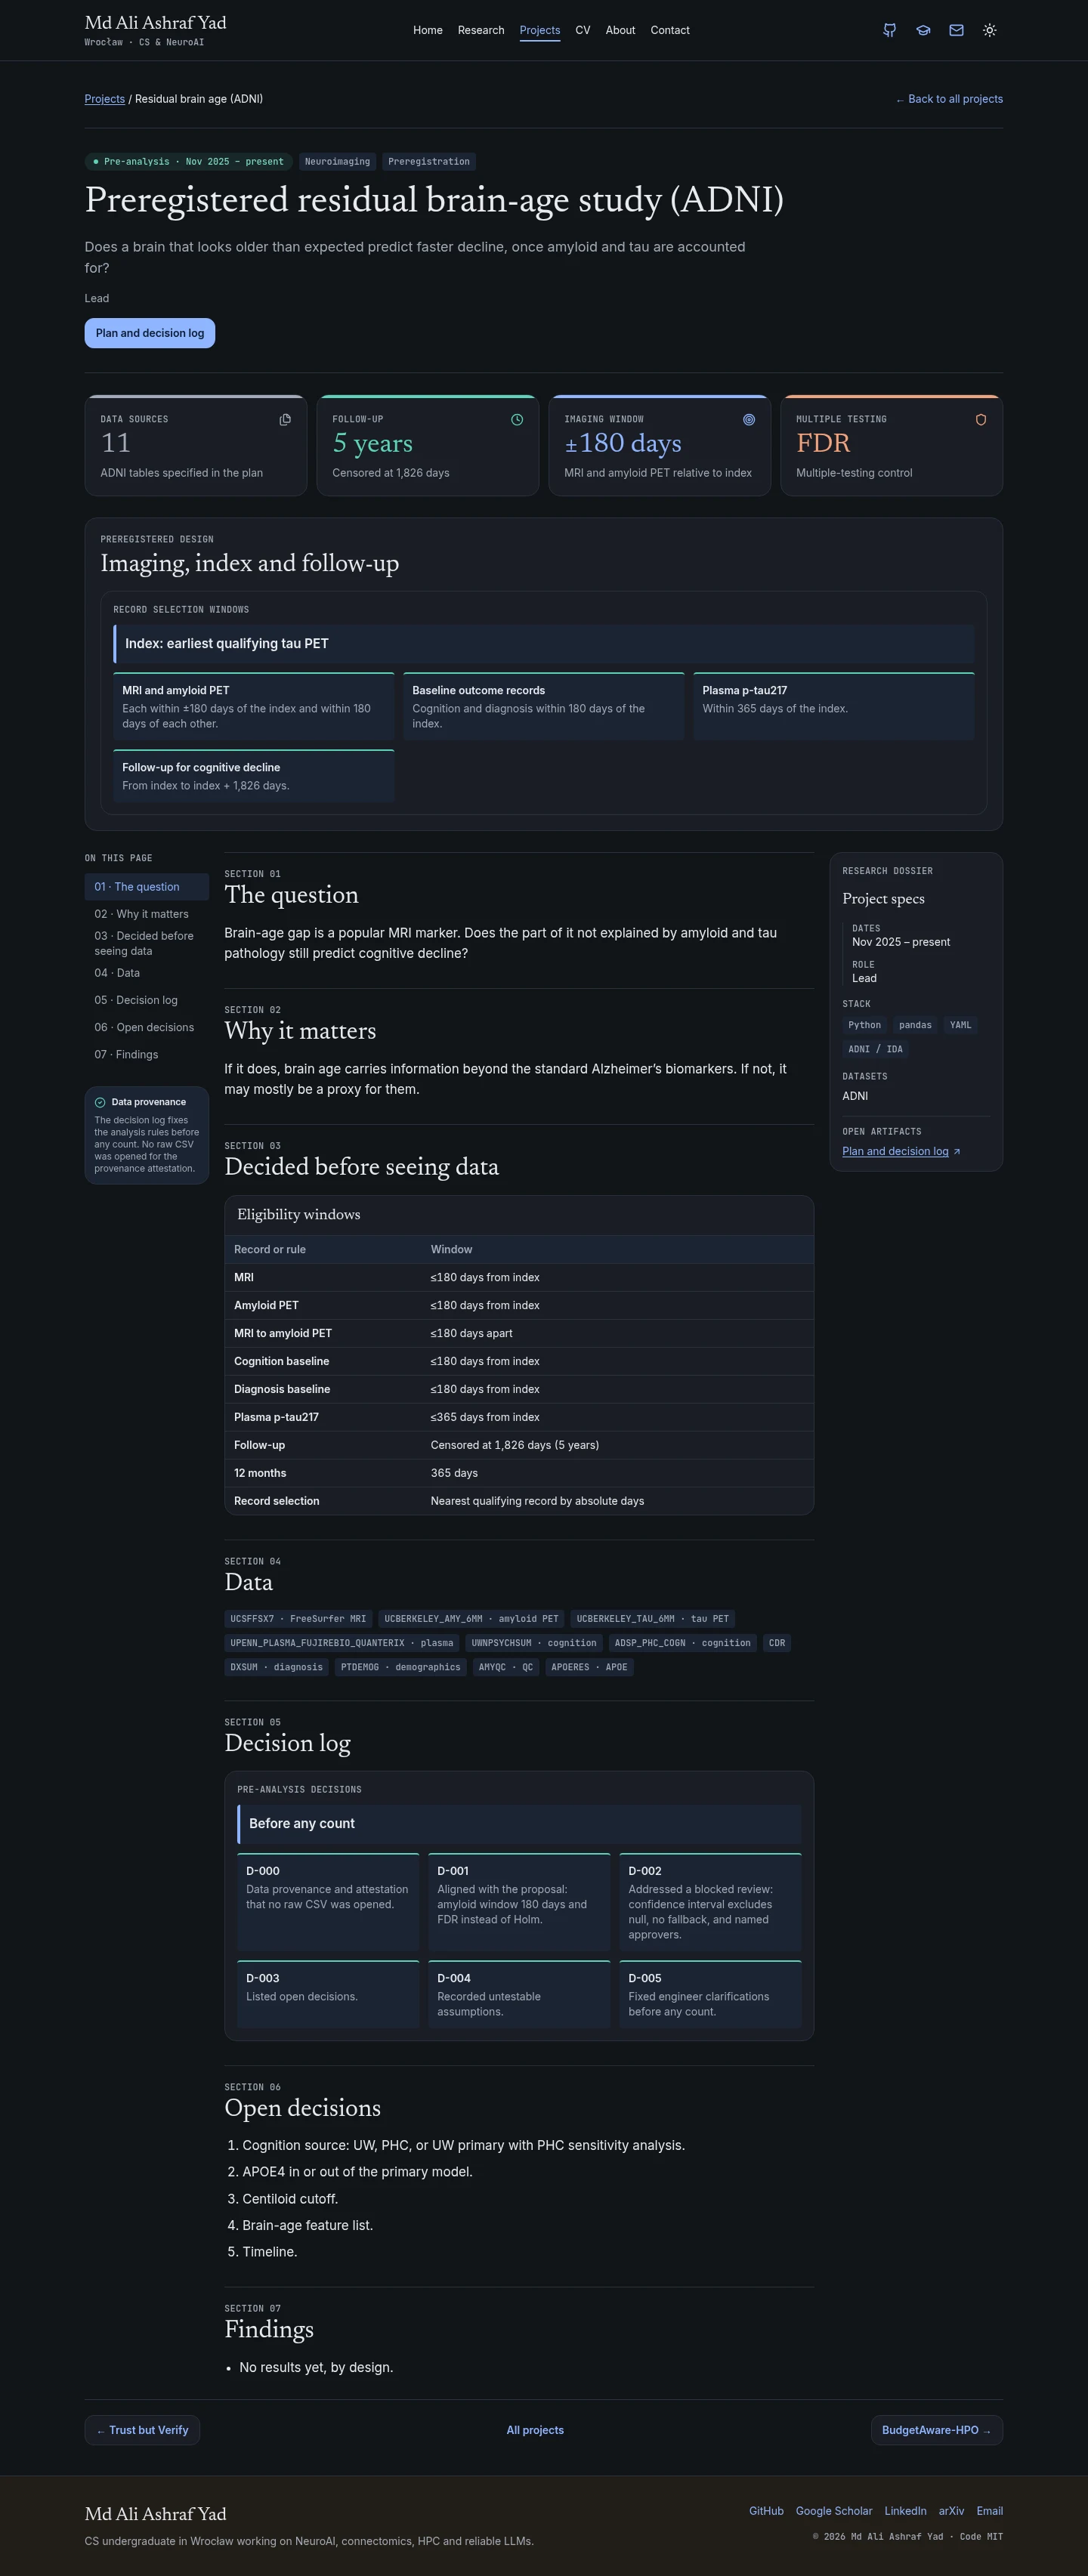 Md Ali Ashraf Yad
Wrocław · CS & NeuroAI
Home
Research
Projects
CV
About
Contact
Projects / Residual brain age (ADNI)
← Back to all projects
Pre-analysis · Nov 2025 – present
Neuroimaging
Preregistration
Preregistered residual brain-age study (ADNI)
Does a brain that looks older than expected predict faster decline, once amyloid and tau are accounted
for?
Lead
Plan and decision log
DATA SOURCES
11
ADNI tables specified in the plan
FOLLOW-UP
5 years
Censored at 1,826 days
IMAGING WINDOW
±180 days
MRI and amyloid PET relative to index
MULTIPLE TESTING
FDR
Multiple-testing control
PREREGISTERED DESIGN
Imaging, index and follow-up
RECORD SELECTION WINDOWS
Index: earliest qualifying tau PET
MRI and amyloid PET
Each within ±180 days of the index and within 180
days of each other.
Baseline outcome records
Cognition and diagnosis within 180 days of the
index.
Plasma p-tau217
Within 365 days of the index.
Follow-up for cognitive decline
From index to index + 1,826 days.
ON THIS PAGE
01 · The question
02 · Why it matters
03 · Decided before
seeing data
04 · Data
05 · Decision log
06 · Open decisions
07 · Findings
Data provenance
The decision log fixes
the analysis rules before
any count. No raw CSV
was opened for the
provenance attestation.
SECTION 01
The question
Brain-age gap is a popular MRI marker. Does the part of it not explained by amyloid and tau
pathology still predict cognitive decline?
SECTION 02
Why it matters
If it does, brain age carries information beyond the standard Alzheimer's biomarkers. If not, it
may mostly be a proxy for them.
SECTION 03
Decided before seeing data
Eligibility windows
Record or rule Window
MRI ≤180 days from index
Amyloid PET ≤180 days from index
MRI to amyloid PET ≤180 days apart
Cognition baseline ≤180 days from index
Diagnosis baseline ≤180 days from index
Plasma p-tau217 ≤365 days from index
Follow-up Censored at 1,826 days (5 years)
12 months 365 days
Record selection Nearest qualifying record by absolute days
SECTION 04
Data
UCSFFSX7 · FreeSurfer MRI UCBERKELEY_AMY_6MM · amyloid PET UCBERKELEY_TAU_6MM · tau PET
UPENN_PLASMA_FUJIREBIO_QUANTERIX · plasma UWNPSYCHSUM · cognition ADSP_PHC_COGN · cognition CDR
DXSUM · diagnosis PTDEMOG · demographics AMYQC · QC APOERES · APOE
SECTION 05
Decision log
PRE-ANALYSIS DECISIONS
Before any count
D-000
Data provenance and attestation
that no raw CSV was opened.
D-001
Aligned with the proposal:
amyloid window 180 days and
FDR instead of Holm.
D-002
Addressed a blocked review:
confidence interval excludes
null, no fallback, and named
approvers.
D-003
Listed open decisions.
D-004
Recorded untestable
assumptions.
D-005
Fixed engineer clarifications
before any count.
SECTION 06
Open decisions
1. Cognition source: UW, PHC, or UW primary with PHC sensitivity analysis.
2. APOE4 in or out of the primary model.
3. Centiloid cutoff.
4. Brain-age feature list.
5. Timeline.
SECTION 07
Findings
• No results yet, by design.
RESEARCH DOSSIER
Project specs
DATES
Nov 2025 – present
ROLE
Lead
STACK
Python pandas YAML
ADNI / IDA
DATASETS
ADNI
OPEN ARTIFACTS
Plan and decision log ↗
← Trust but Verify
All projects
BudgetAware-HPO →
Md Ali Ashraf Yad
CS undergraduate in Wrocław working on NeuroAI, connectomics, HPC and reliable LLMs.
GitHub Google Scholar LinkedIn arXiv Email
© 2026 Md Ali Ashraf Yad · Code MIT